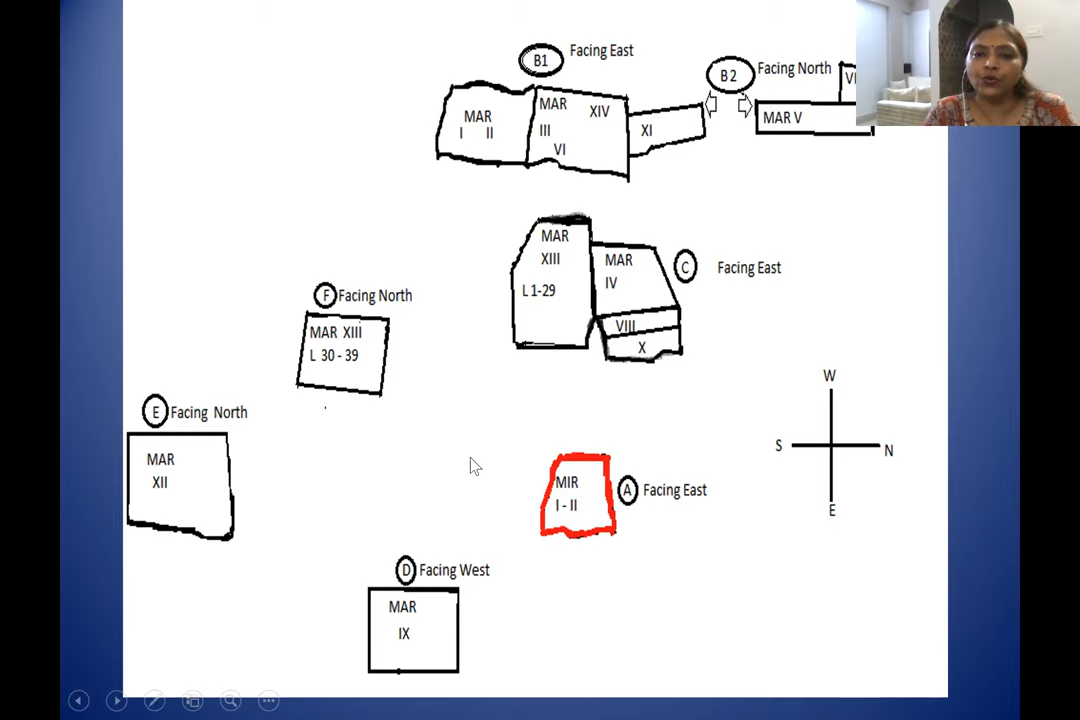 B1 Facing East
B2 Facing North
MAR
I II
MAR XIV
III
VI
XI
MAR V
MAR
XIII
L 1-29
MAR
IV
VIII
X
C Facing East
F Facing North
MAR XIII
L 30 - 39
E Facing North
MAR
XII
MIR
I - II
A Facing East
W
S N
E
D Facing West
MAR
IX